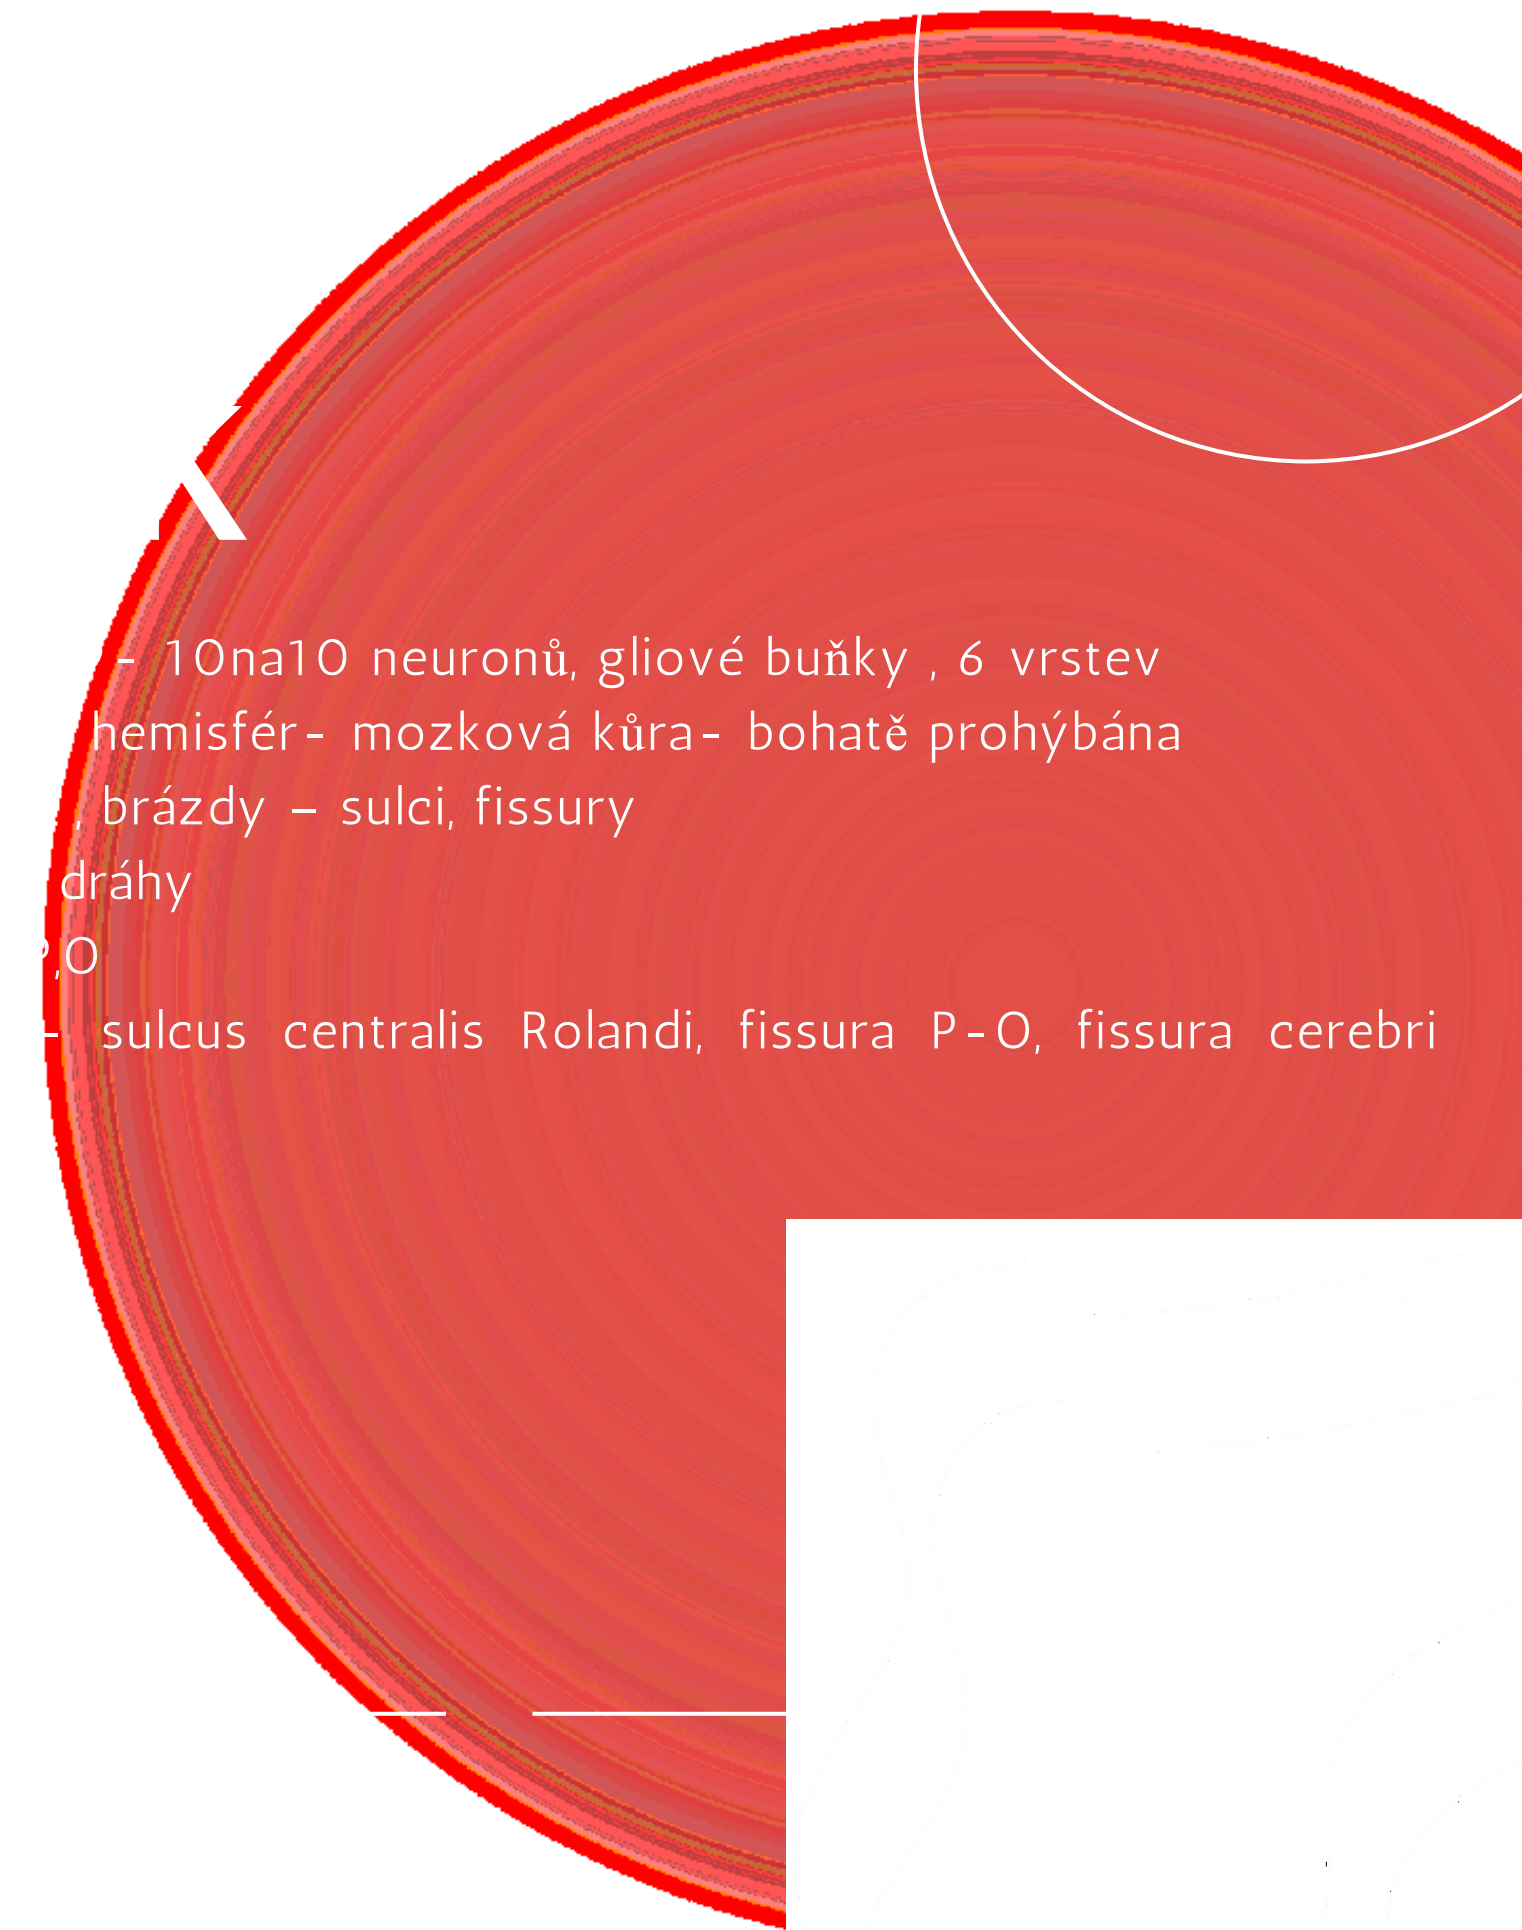 - 10na10 neuronů, gliové buňky , 6 vrstev
hemisfér- mozková kůra- bohatě prohýbána
, brázdy – sulci, fissury
dráhy
,O
- sulcus centralis Rolandi, fissura P-O, fissura cerebri